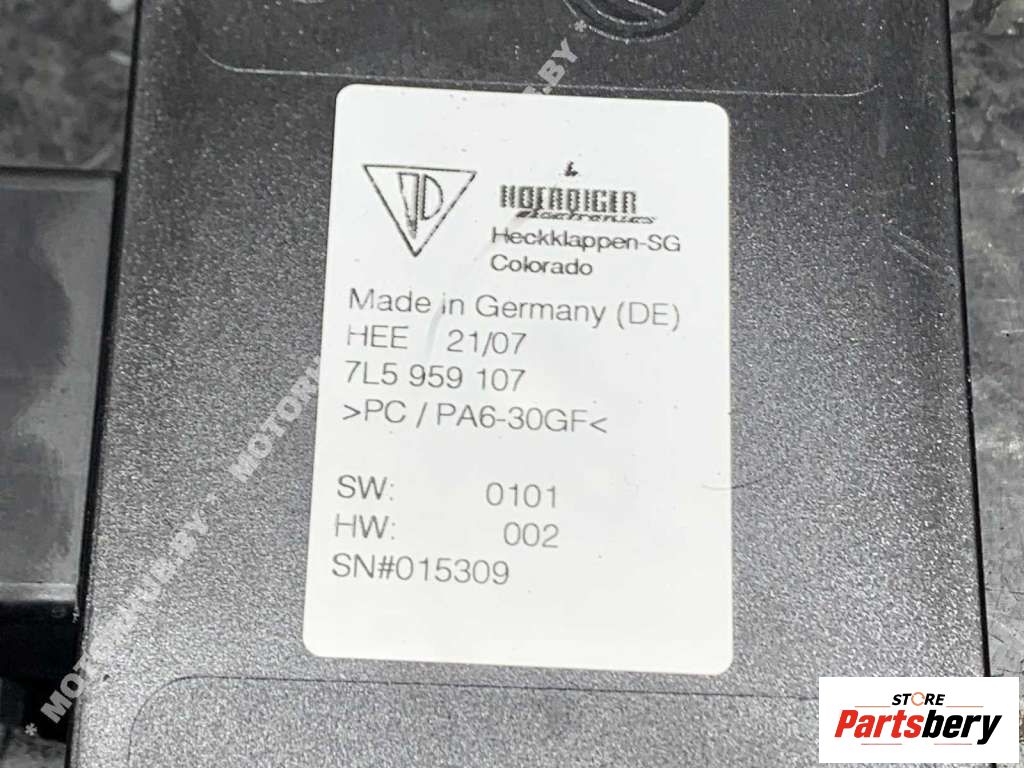 HOERBIGER
electronics
Heckklappen-SG
Colorado
Made in Germany (DE)
HEE 21/07
7L5 959 107
>PC / PA6-30GF<
SW: 0101
HW: 002
SN#015309
STORE
Partsbery